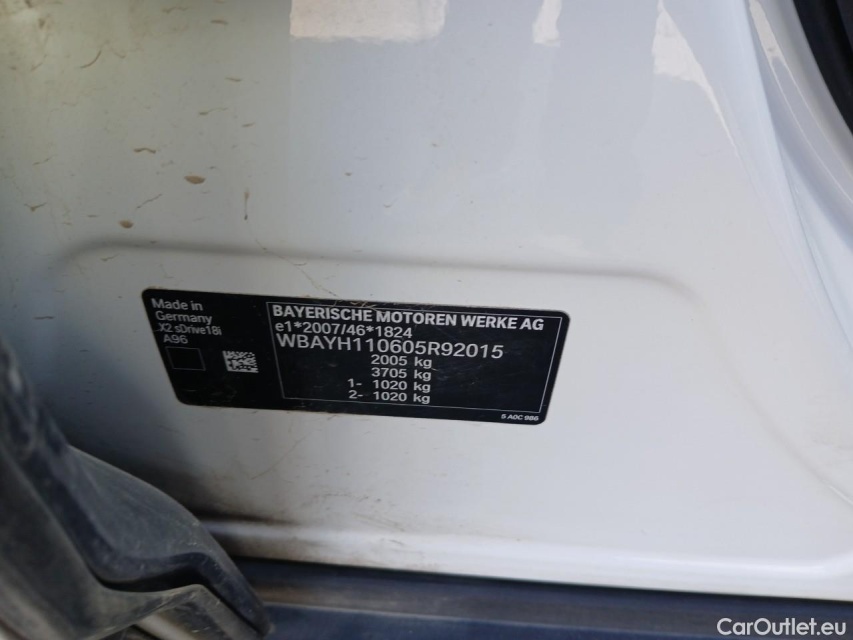 Made in
Germany
X2 sDrive18i
A96
BAYERISCHE MOTOREN WERKE AG
e1*2007/46*1824
WBAYH110605R92015
2005 kg
3705 kg
1- 1020 kg
2- 1020 kg
5 A0C 9B6
CarOutlet.eu